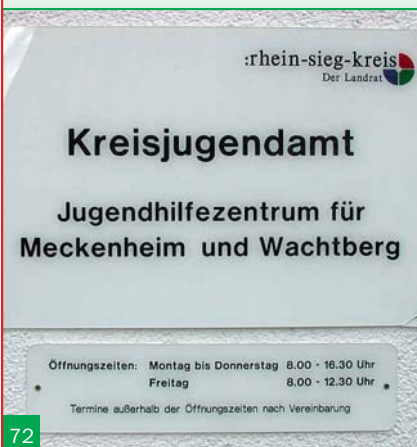 :rhein-sieg-kreis
Der Landrat
Kreisjugendamt
Jugendhilfezentrum für
Meckenheim und Wachtberg
Öffnungszeiten: Montag bis Donnerstag 8.00 - 16.30 Uhr
Freitag 8.00 - 12.30 Uhr
Termine außerhalb der Öffnungszeiten nach Vereinbarung
72